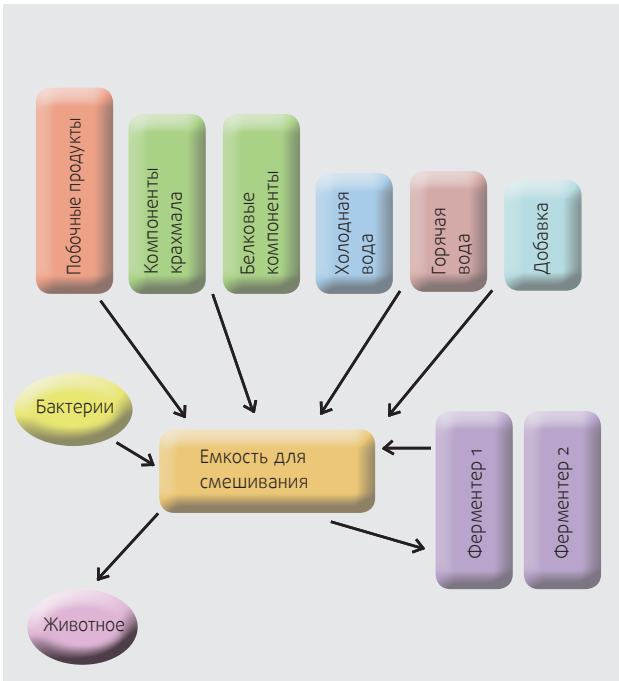 Побочные продукты
Компоненты
крахмала
Белковые
компоненты
Холодная
вода
Горячая
вода
Добавка
Бактерии
Емкость для
смешивания
Ферментер 1
Ферментер 2
Животное